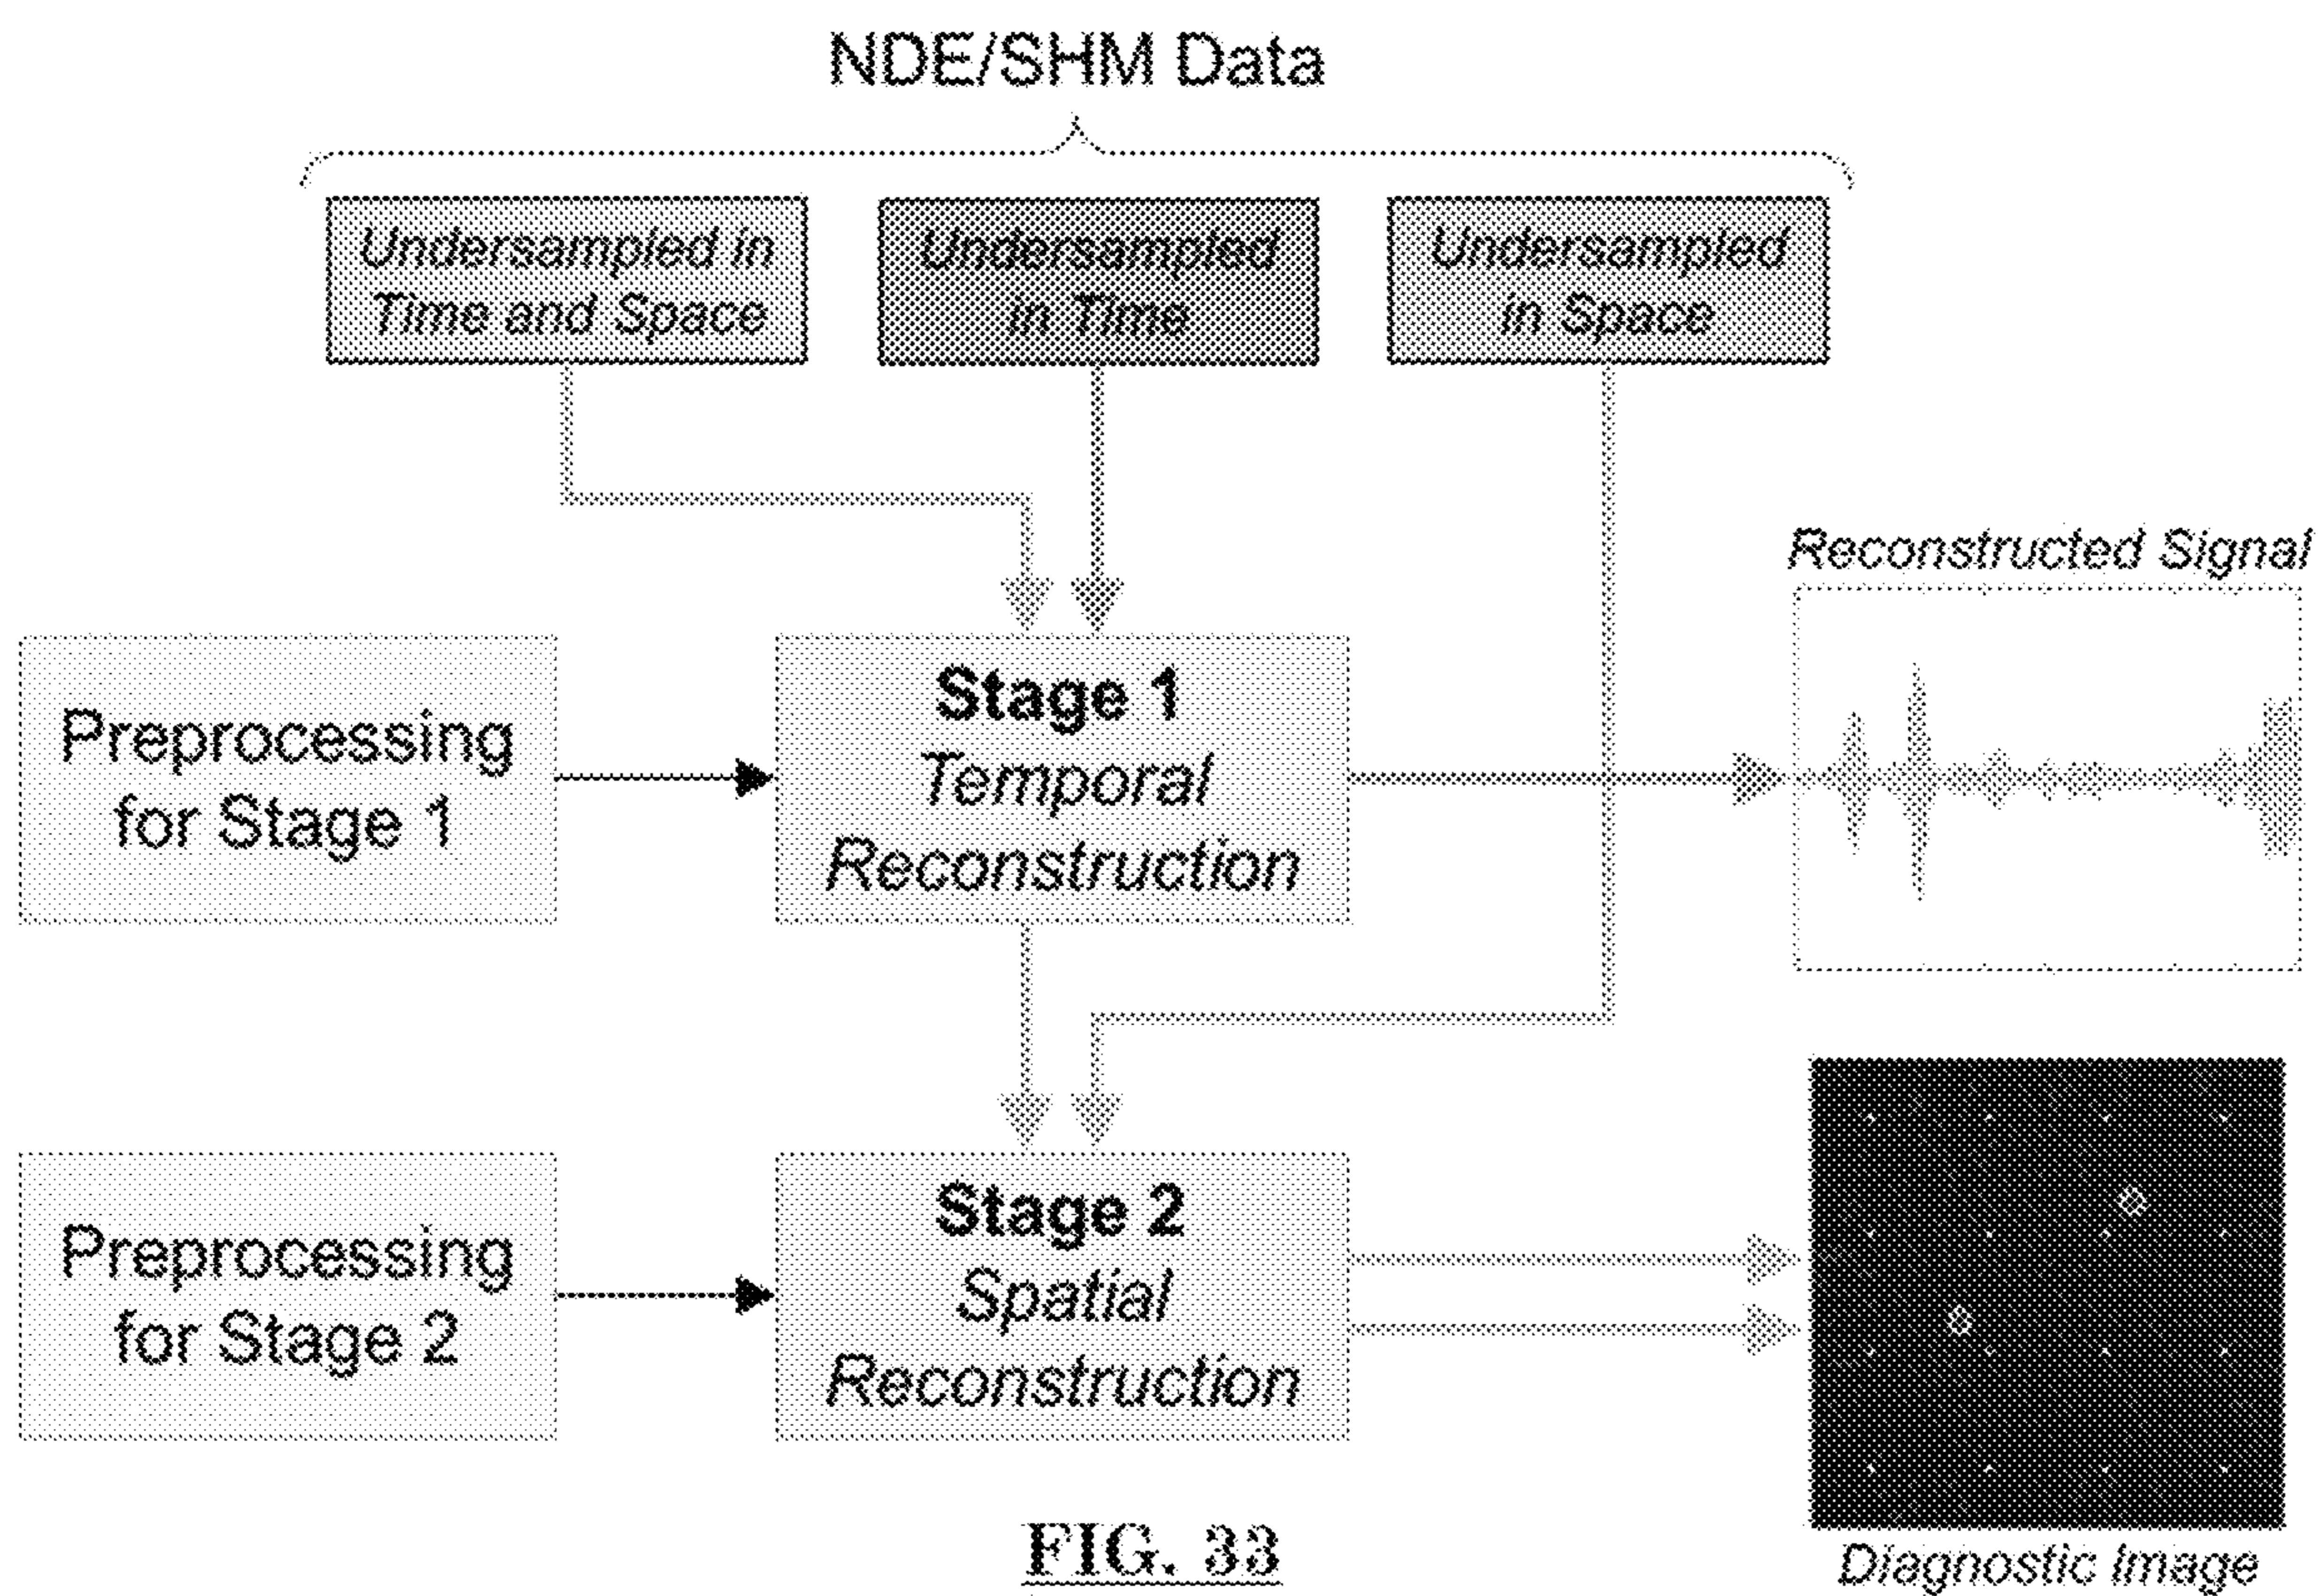 NDE/SHM Data
Undersampled in
Time and Space
Undersampled
in Time
Undersampled
in Space
Reconstructed Signal
Preprocessing
for Stage 1
Stage 1
Temporal
Reconstruction
Preprocessing
for Stage 2
Stage 2
Spatial
Reconstruction
Diagnostic Image
FIG. 33